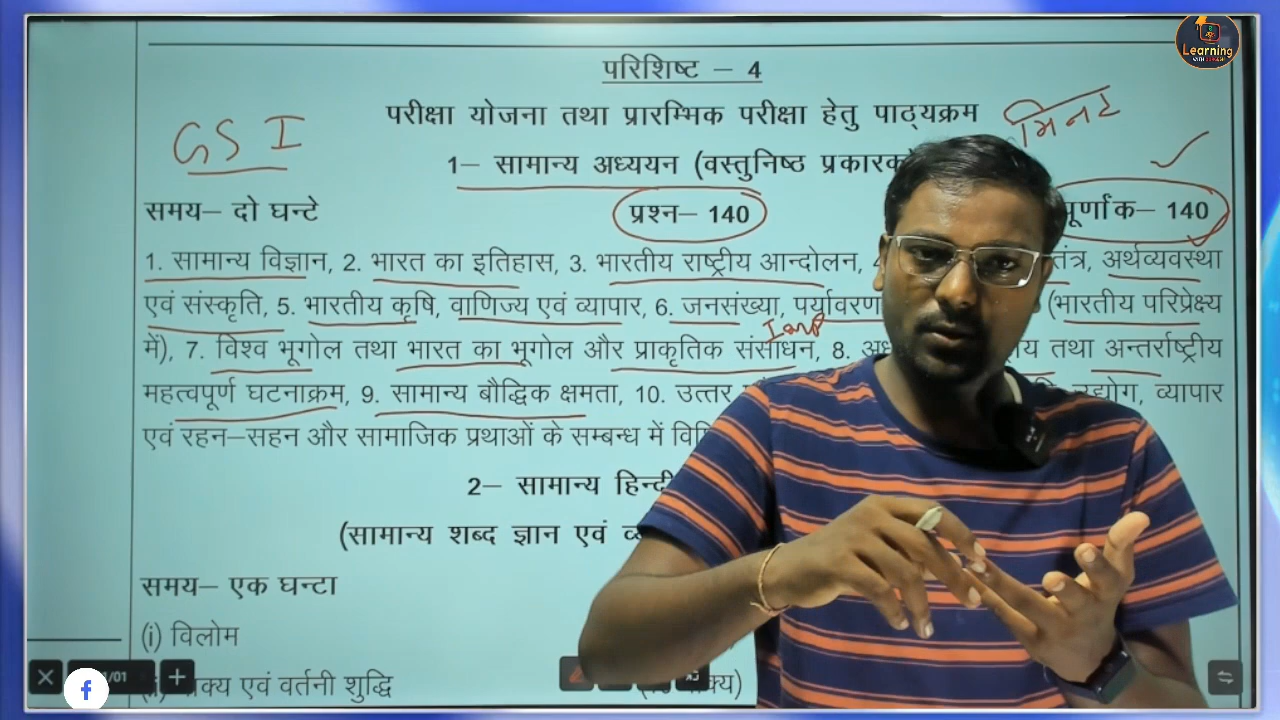 Learning
परिशिष्ट – 4
परीक्षा योजना तथा प्रारम्भिक परीक्षा हेतु पाठ्यक्रम
मिनट
GS I
1– सामान्य अध्ययन (वस्तुनिष्ठ प्रकारक
समय– दो घन्टे प्रश्न– 140 पूर्णांक– 140
1. सामान्य विज्ञान, 2. भारत का इतिहास, 3. भारतीय राष्ट्रीय आन्दोलन, तंत्र, अर्थव्यवस्था
एवं संस्कृति, 5. भारतीय कृषि, वाणिज्य एवं व्यापार, 6. जनसंख्या, पर्यावरण (भारतीय परिप्रेक्ष्य
में), 7. विश्व भूगोल तथा भारत का भूगोल और प्राकृतिक संसाधन, 8. तथा अन्तर्राष्ट्रीय
महत्वपूर्ण घटनाक्रम, 9. सामान्य बौद्धिक क्षमता, 10. उत्तर उद्योग, व्यापार
एवं रहन–सहन और सामाजिक प्रथाओं के सम्बन्ध में
2– सामान्य हिन्दी
(सामान्य शब्द ज्ञान एवं
समय– एक घन्टा
(i) विलोम
वाक्य एवं वर्तनी शुद्धि
/01
f